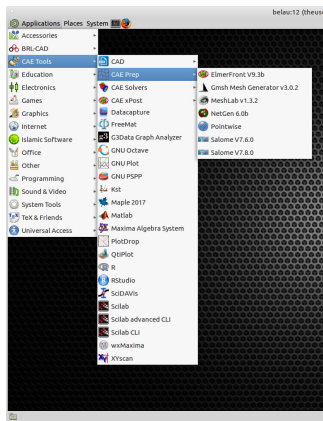 belau:12 (theus
Applications Places System
Accessories
BRL-CAD
CAE Tools
Education
Electronics
Games
Graphics
Internet
Islamic Software
Office
Other
Programming
Sound & Video
System Tools
TeX & Friends
Universal Access
CAD
CAE Prep
CAE Solvers
CAE xPost
Datacapture
FreeMat
G3Data Graph Analyzer
GNU Octave
GNU Plot
GNU PSPP
Kst
Maple 2017
Matlab
Maxima Algebra System
PlotDrop
QtiPlot
R
RStudio
SciDAVis
Scilab
Scilab advanced CLI
Scilab CLI
wxMaxima
XYscan
ElmerFront V9.3b
Gmsh Mesh Generator v3.0.2
MeshLab v1.3.2
NetGen 6.0b
Pointwise
Salome V7.6.0
Salome V7.8.0